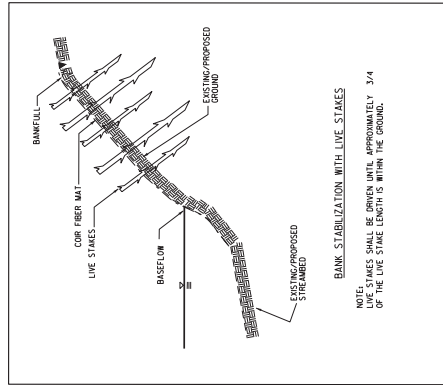 BANKFULL
COIR FIBER MAT
LIVE STAKES
BASEFLOW
EXISTING/PROPOSED
GROUND
EXISTING/PROPOSED
STREAMBED
BANK STABILIZATION WITH LIVE STAKES
NOTE:
LIVE STAKES SHALL BE DRIVEN UNTIL APPROXIMATELY 3/4
OF THE LIVE STAKE LENGTH IS WITHIN THE GROUND.